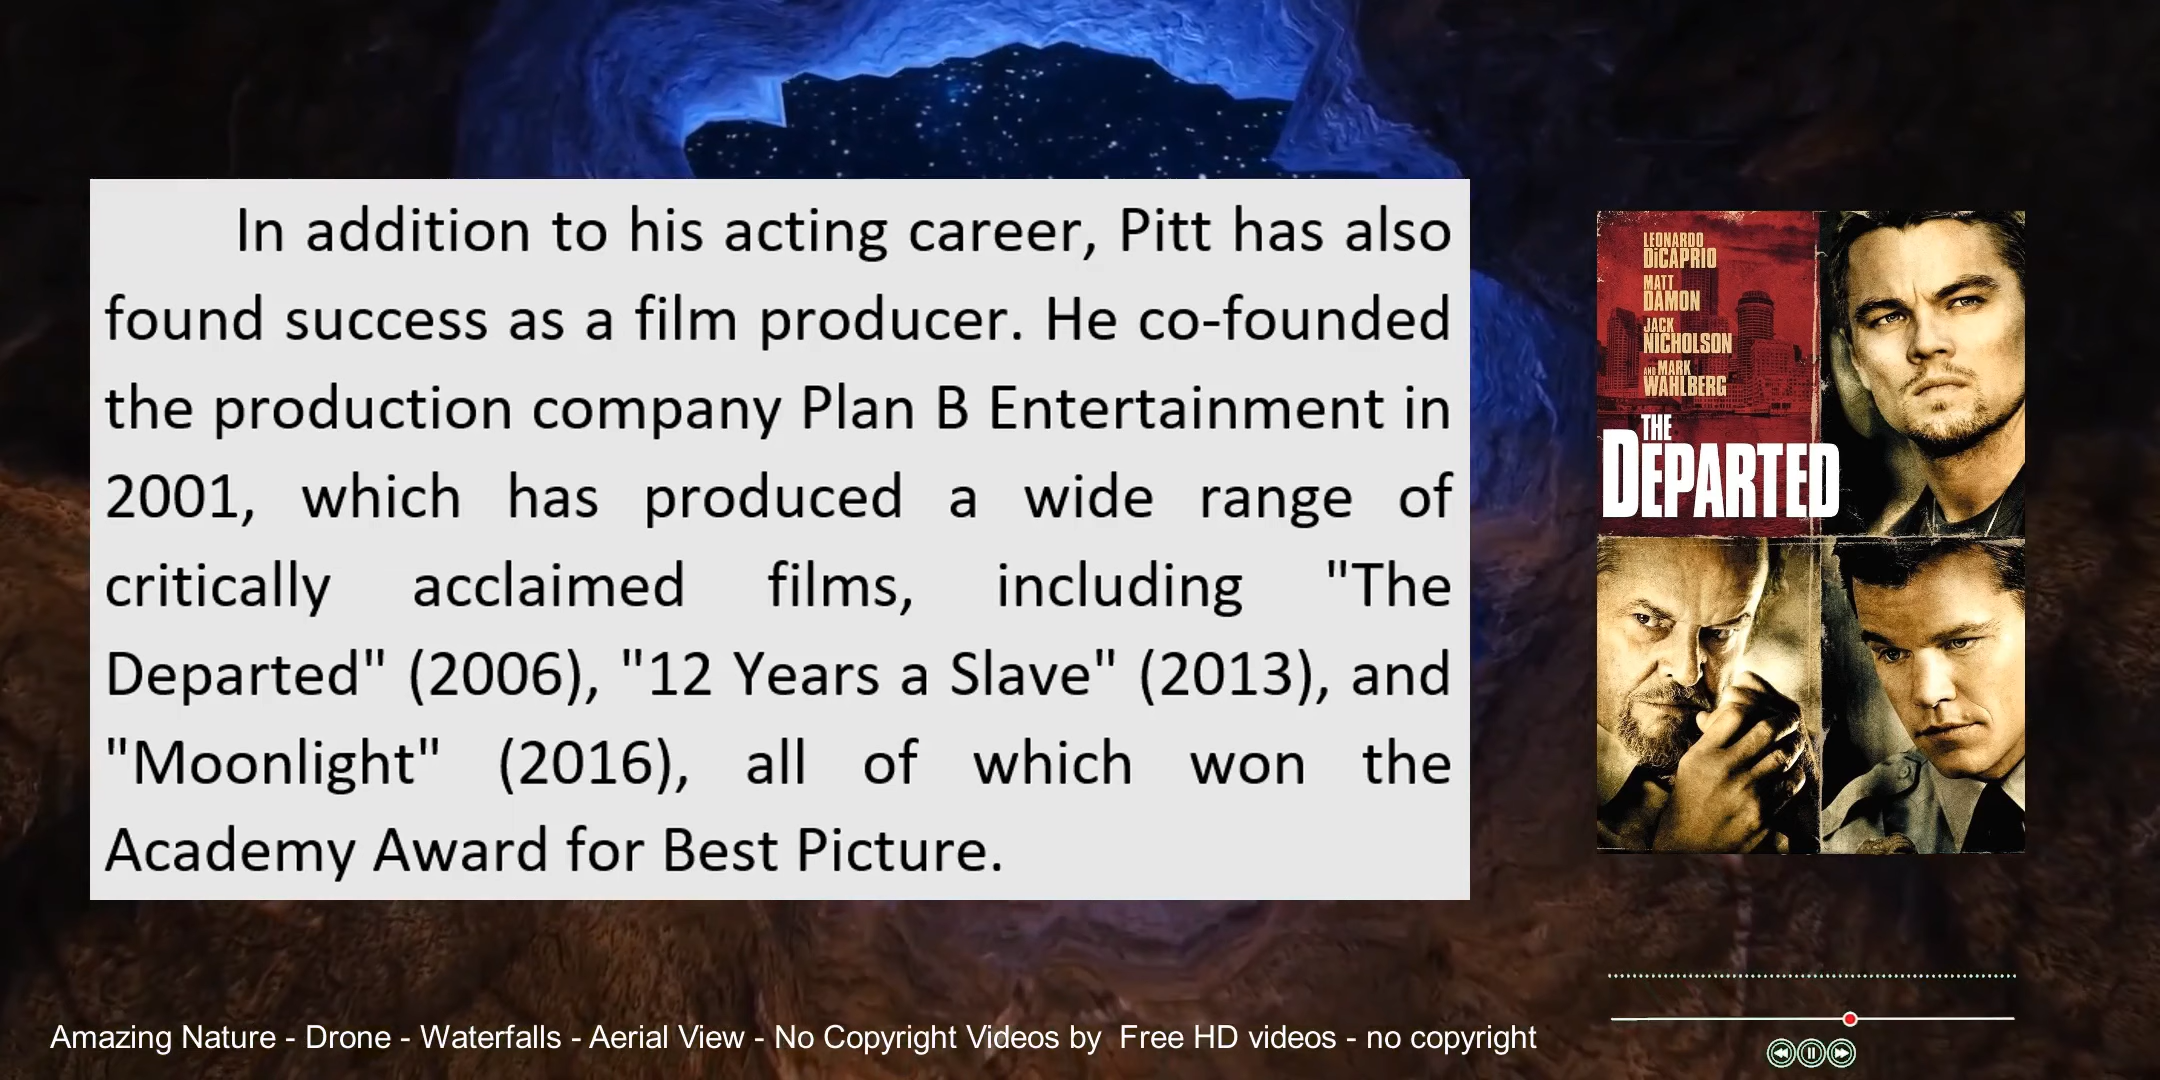 In addition to his acting career, Pitt has also
found success as a film producer. He co-founded
the production company Plan B Entertainment in
2001, which has produced a wide range of
critically acclaimed films, including "The
Departed" (2006), "12 Years a Slave" (2013), and
"Moonlight" (2016), all of which won the
Academy Award for Best Picture.
LEONARDO
DiCAPRIO
MATT
DAMON
JACK
NICHOLSON
AND MARK
WAHLBERG
THE
DEPARTED
Amazing Nature - Drone - Waterfalls - Aerial View - No Copyright Videos by  Free HD videos - no copyright